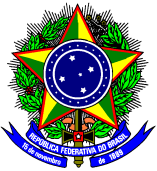 REPÚBLICA FEDERATIVA DO BRASIL
15 de novembro de 1889